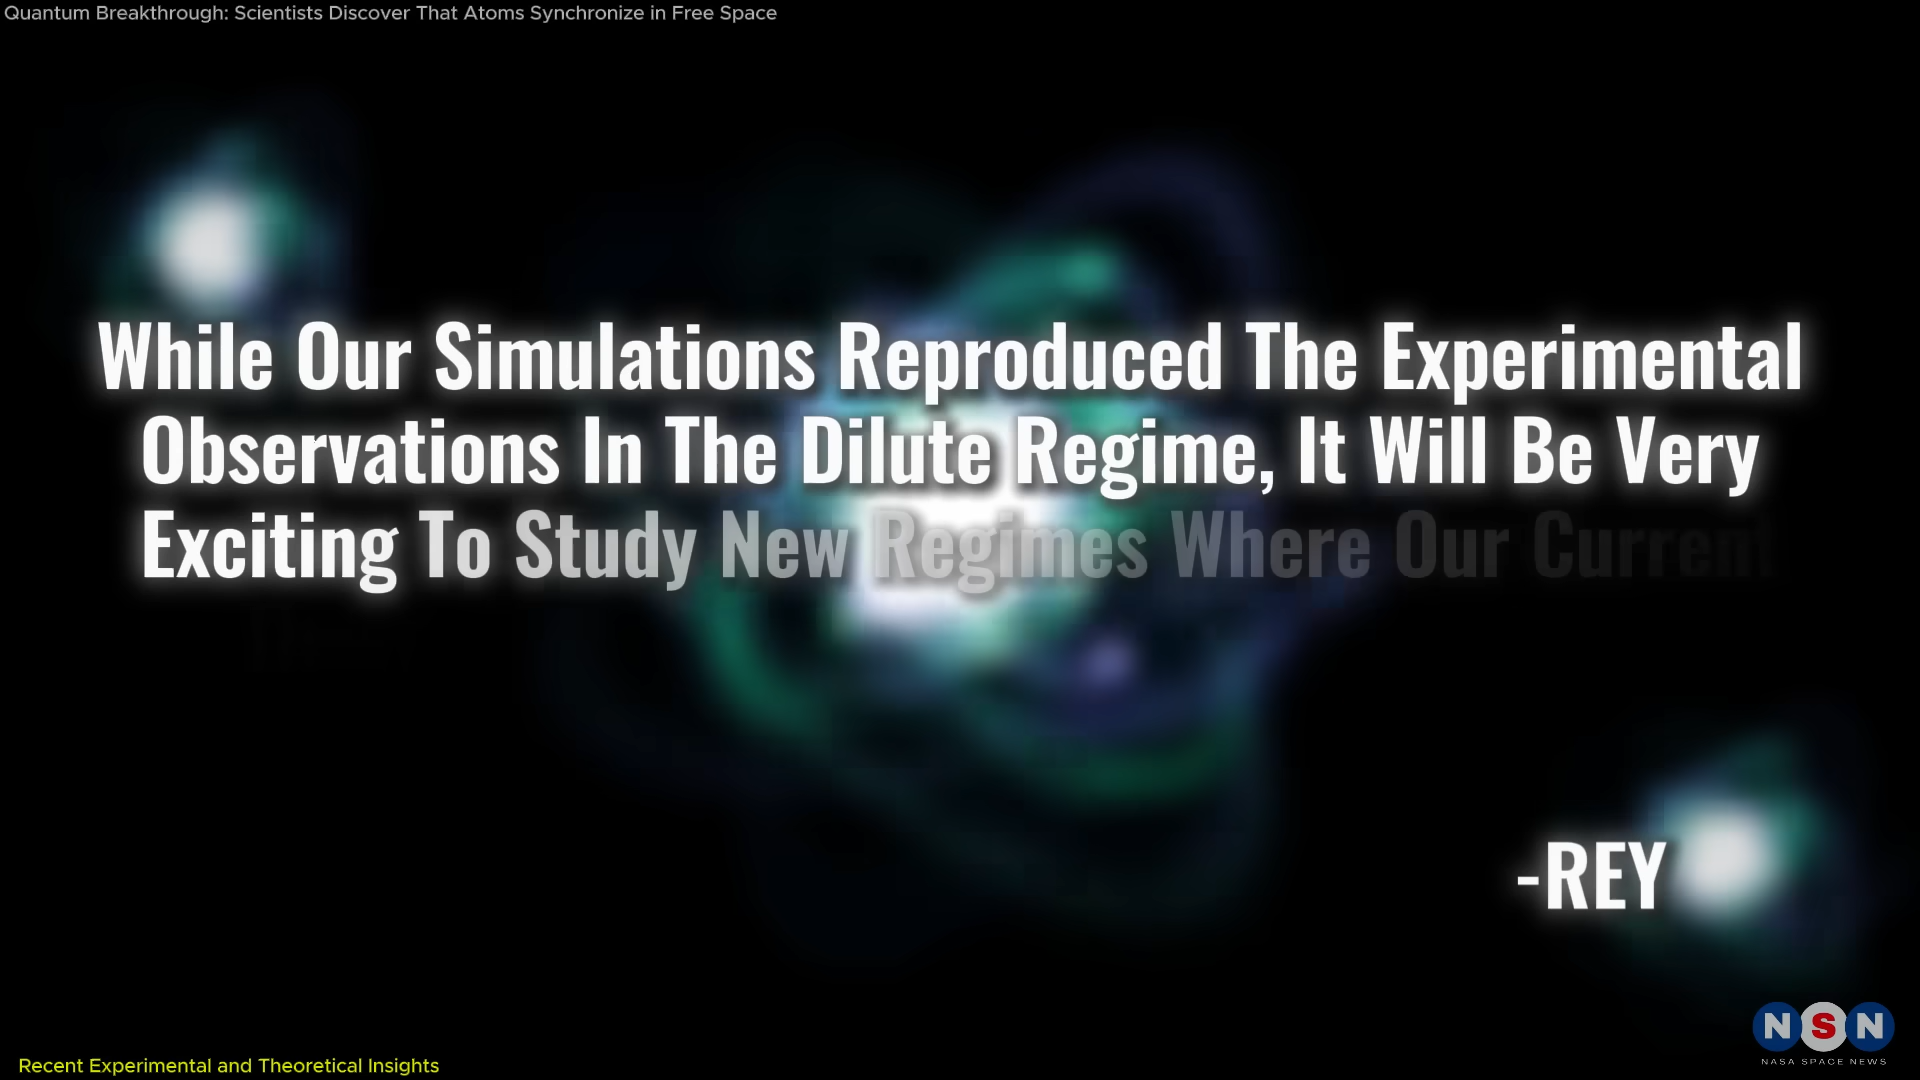 Quantum Breakthrough: Scientists Discover That Atoms Synchronize in Free Space
While Our Simulations Reproduced The Experimental
Observations In The Dilute Regime, It Will Be Very
Exciting To Study New Regimes Where Our Current
-REY
NSN
NASA SPACE NEWS
Recent Experimental and Theoretical Insights